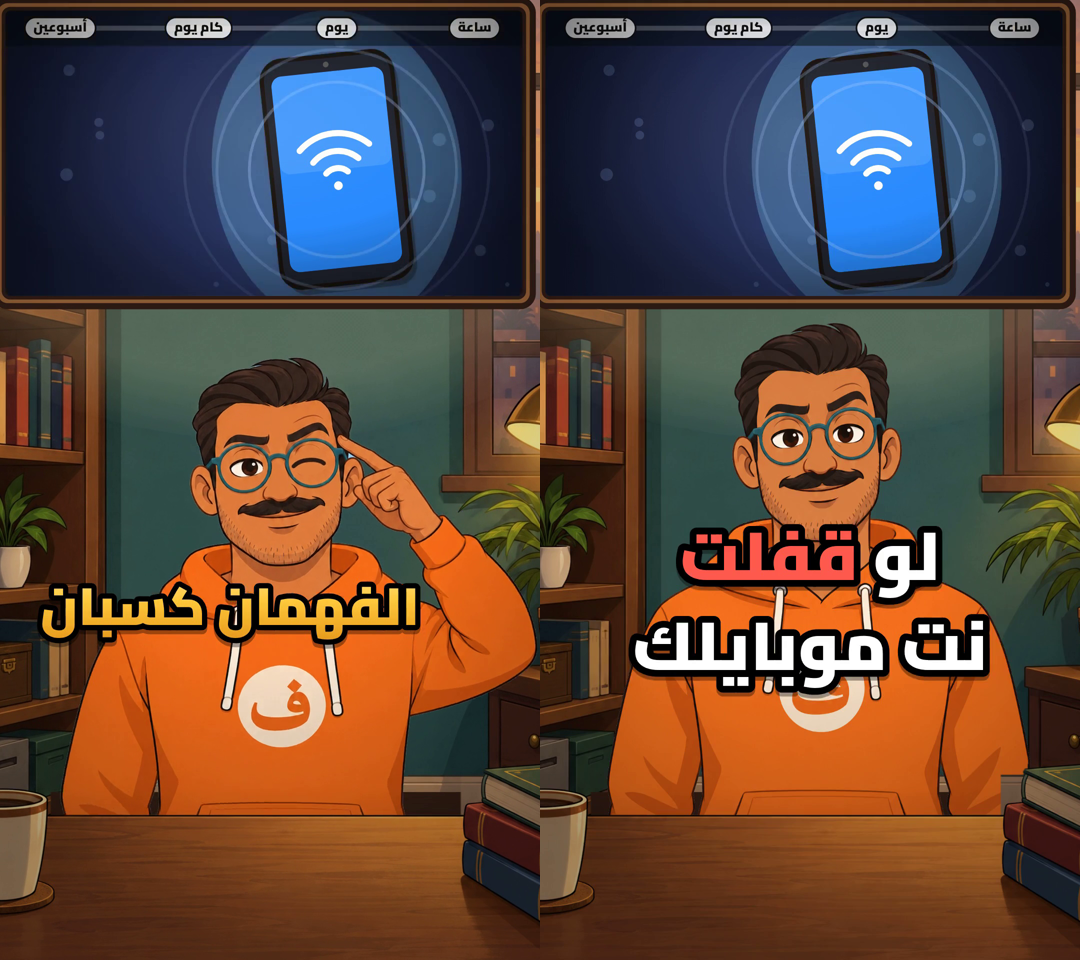 ساعة
يوم
كام يوم
أسبوعين
الفهمان كسبان
ف
ساعة
يوم
كام يوم
أسبوعين
لو قفلت
نت موبايلك
ف